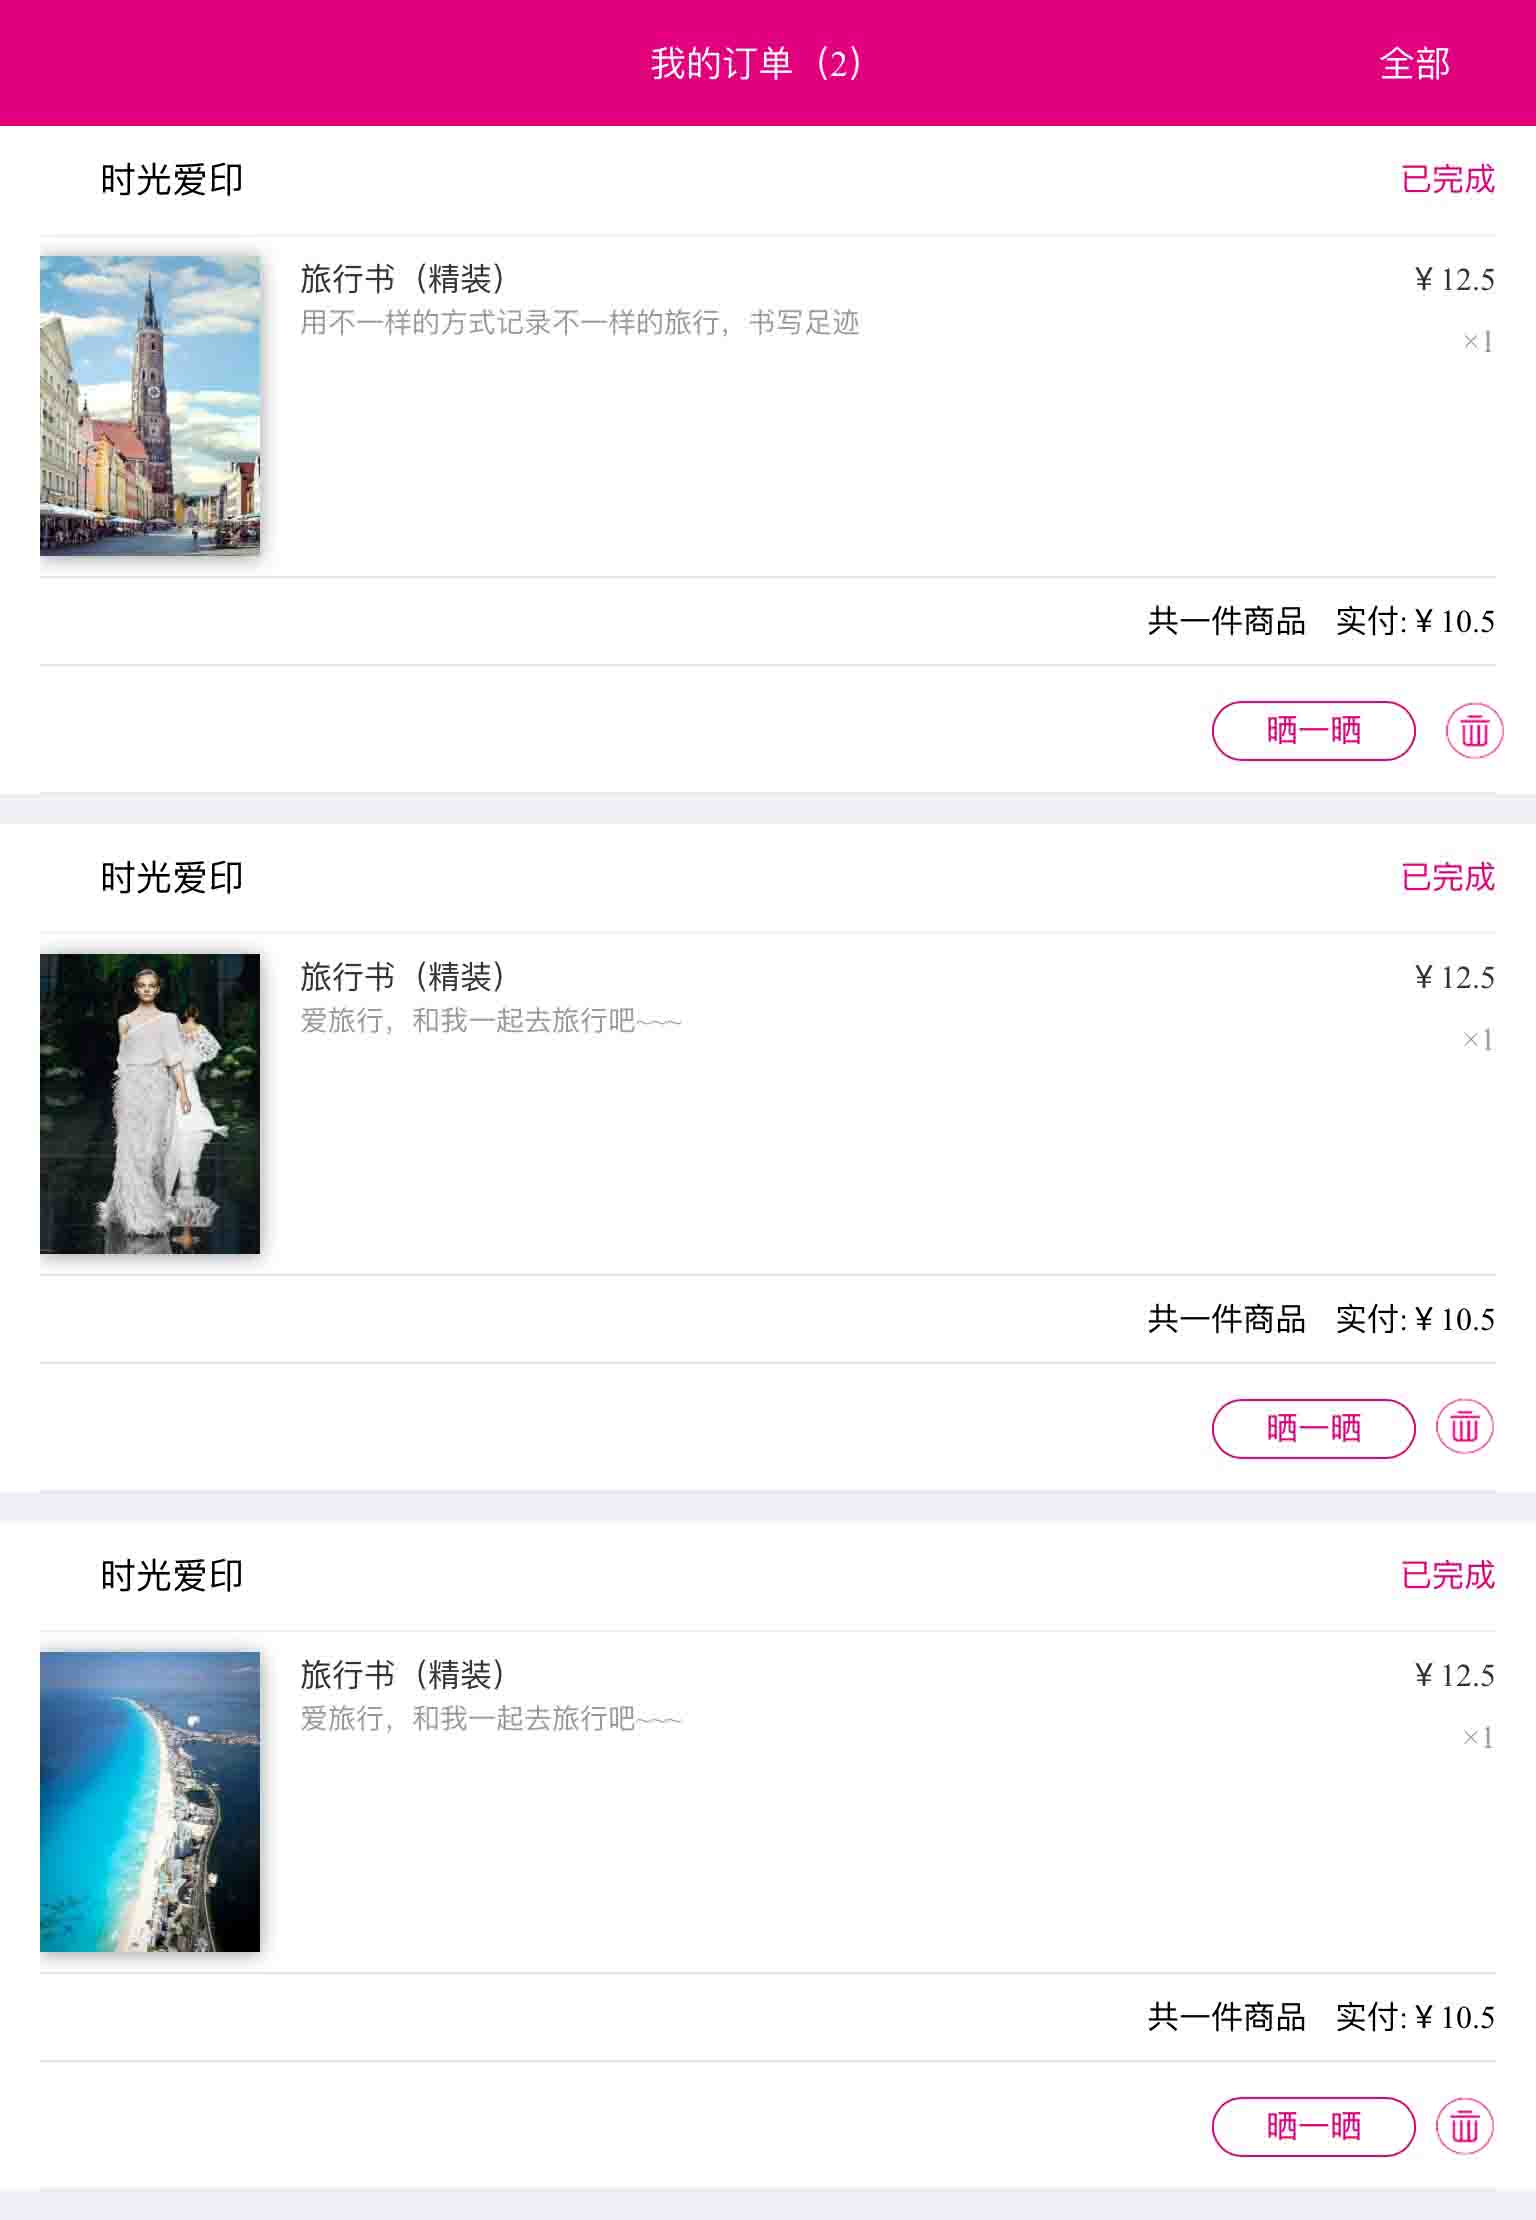 我的订单（2） 全部
时光爱印 已完成
旅行书（精装） ¥ 12.5
用不一样的方式记录不一样的旅行，书写足迹
×1
共一件商品 实付: ¥ 10.5
晒一晒
时光爱印 已完成
旅行书（精装） ¥ 12.5
爱旅行，和我一起去旅行吧~~~
×1
共一件商品 实付: ¥ 10.5
晒一晒
时光爱印 已完成
旅行书（精装） ¥ 12.5
爱旅行，和我一起去旅行吧~~~
×1
共一件商品 实付: ¥ 10.5
晒一晒